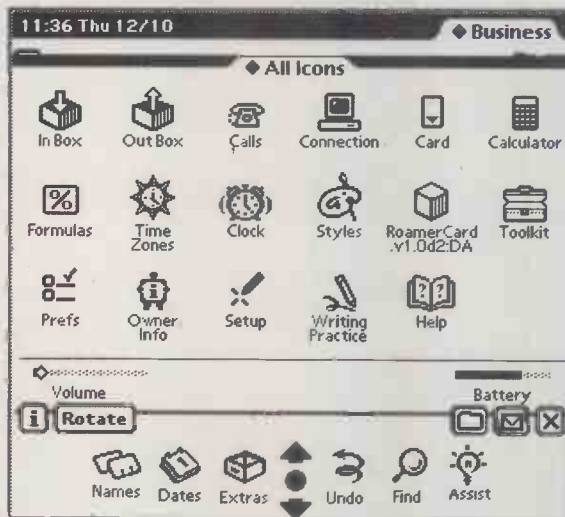 11:36 Thu 12/10
◆ Business
◆ All Icons
In Box Out Box Calls Connection Card Calculator
Formulas Time Zones Clock Styles RoamerCard .v1.0d2:DA Toolkit
Prefs Owner Info Setup Writing Practice Help
Volume
Battery
i Rotate
Names Dates Extras Undo Find Assist